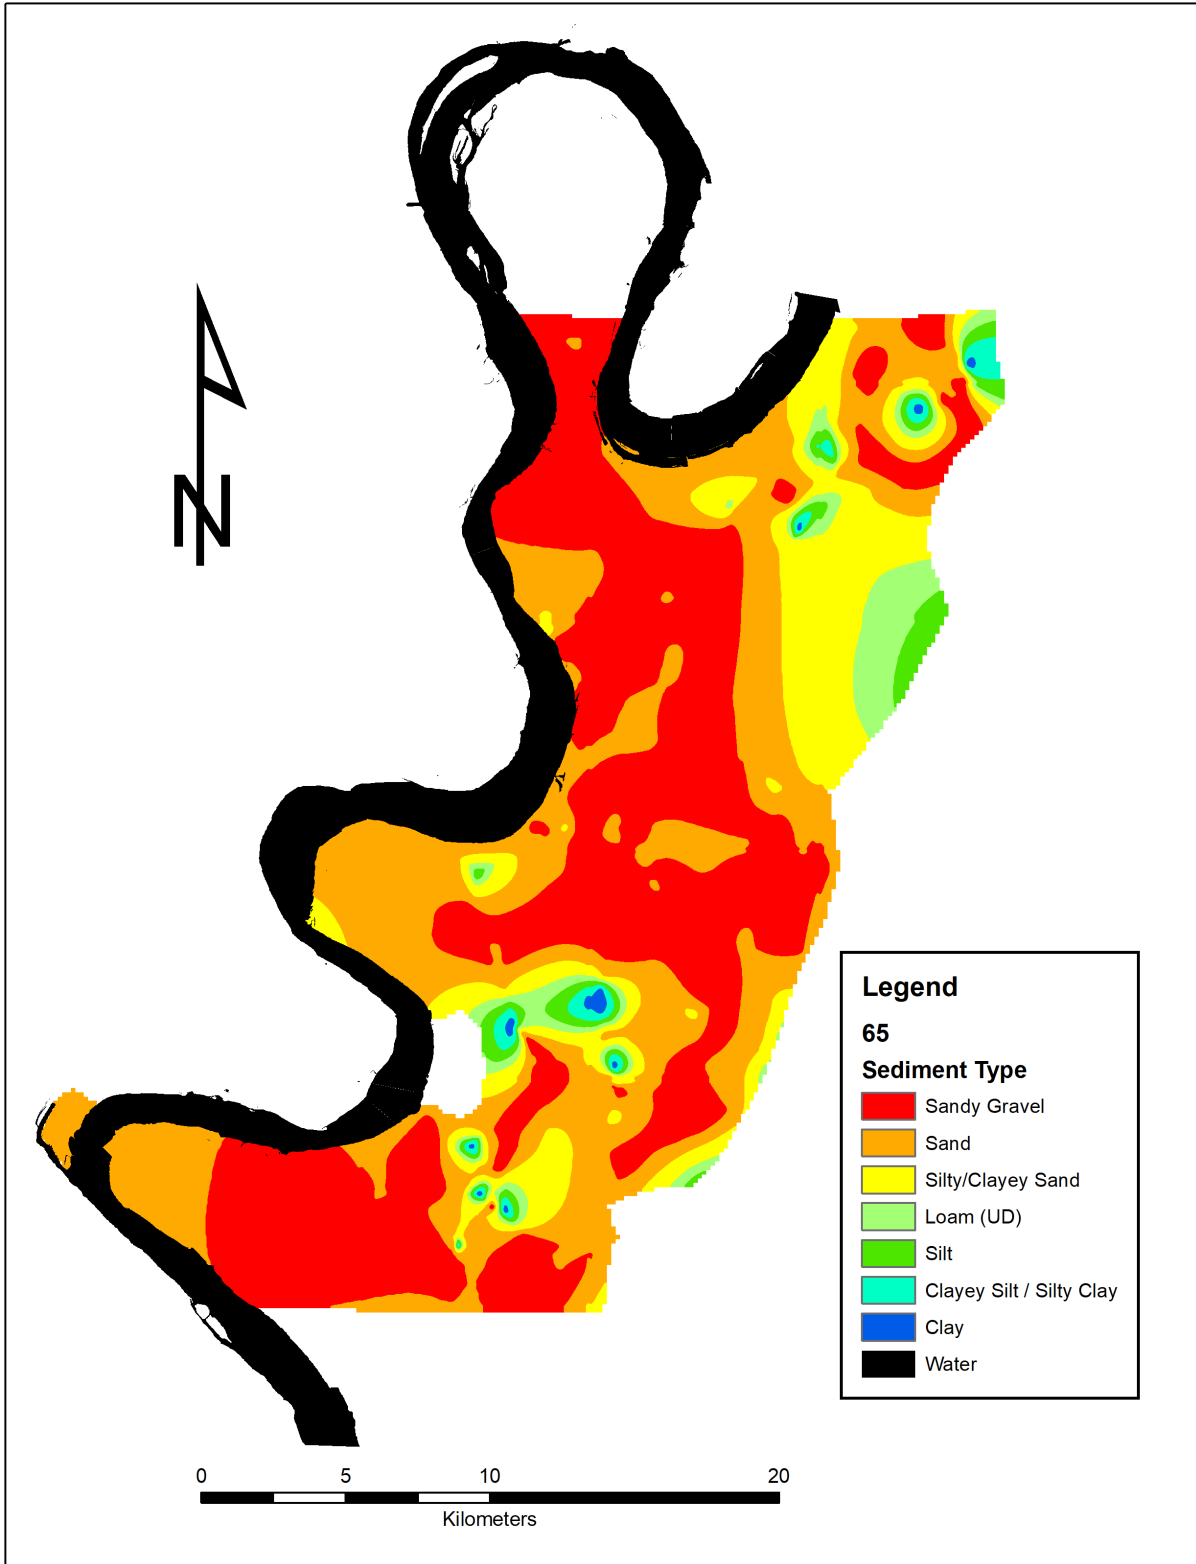 N
Legend
65
Sediment Type
Sandy Gravel
Sand
Silty/Clayey Sand
Loam (UD)
Silt
Clayey Silt / Silty Clay
Clay
Water
0 5 10 20
Kilometers